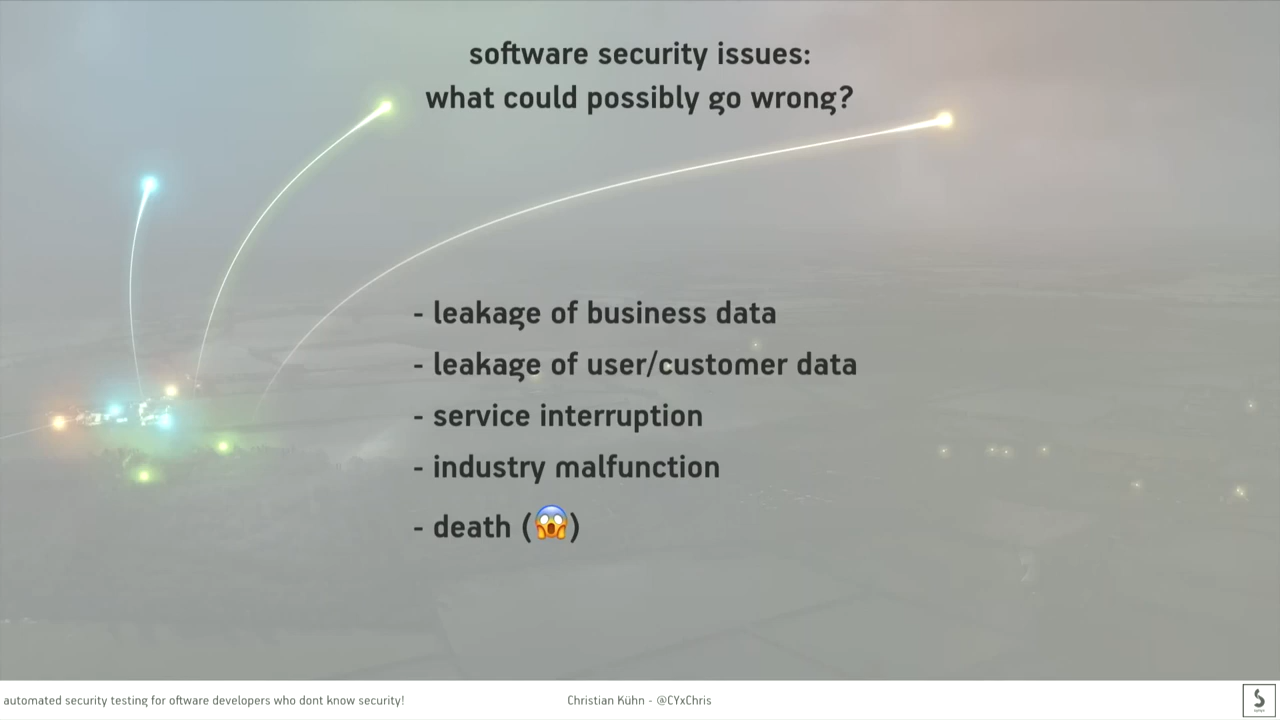 software security issues:
what could possibly go wrong?
- leakage of business data
- leakage of user/customer data
- service interruption
- industry malfunction
- death (😱)
automated security testing for oftware developers who dont know security!
Christian Kühn - @CYxChris